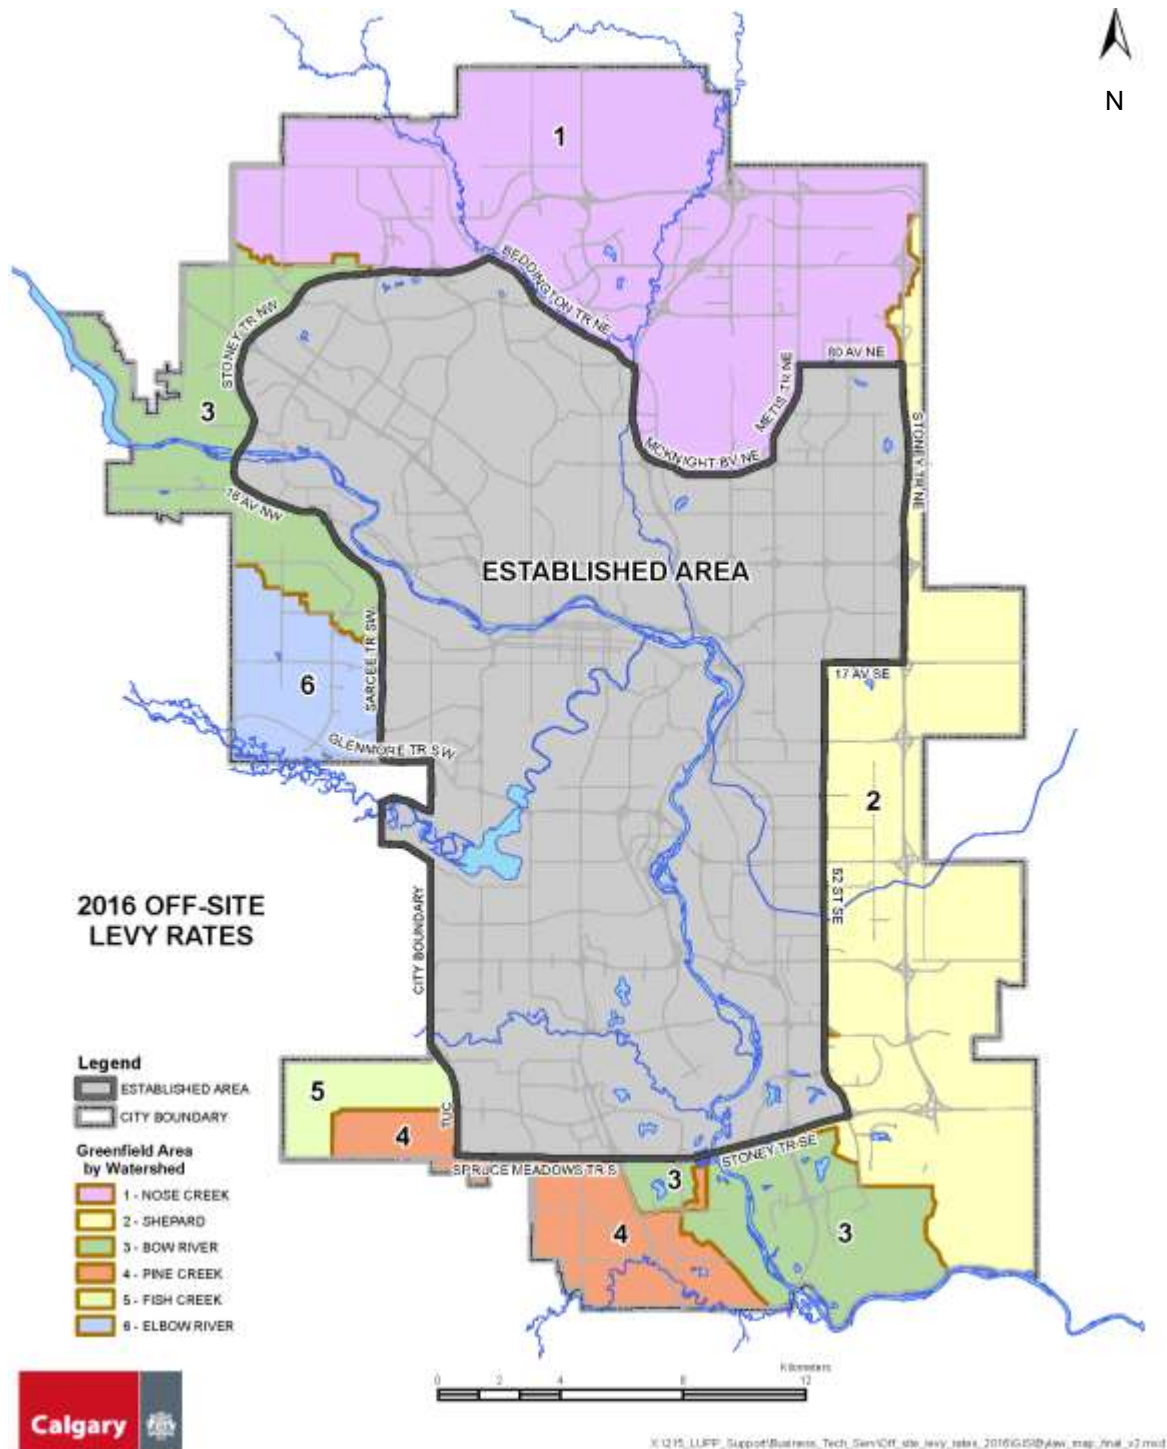 N
1
BEDDINGTON TR NE
STONEY TR NW
METIS TR NE
80 AV NE
3
MCKNIGHT BV NE
STONEY TR NE
16 AV NW
ESTABLISHED AREA
SARCEE TR SW
17 AV SE
6
GLENMORE TR SW
2
52 ST SE
2016 OFF-SITE
LEVY RATES
CITY BOUNDARY
Legend
ESTABLISHED AREA
CITY BOUNDARY
Greenfield Area
by Watershed
1 - NOSE CREEK
2 - SHEPARD
3 - BOW RIVER
4 - PINE CREEK
5 - FISH CREEK
6 - ELBOW RIVER
5
4
TUC
SPRUCE MEADOWS TR S
STONEY TR SE
3
4
3
Kilometers
0 2 4 8 12
Calgary